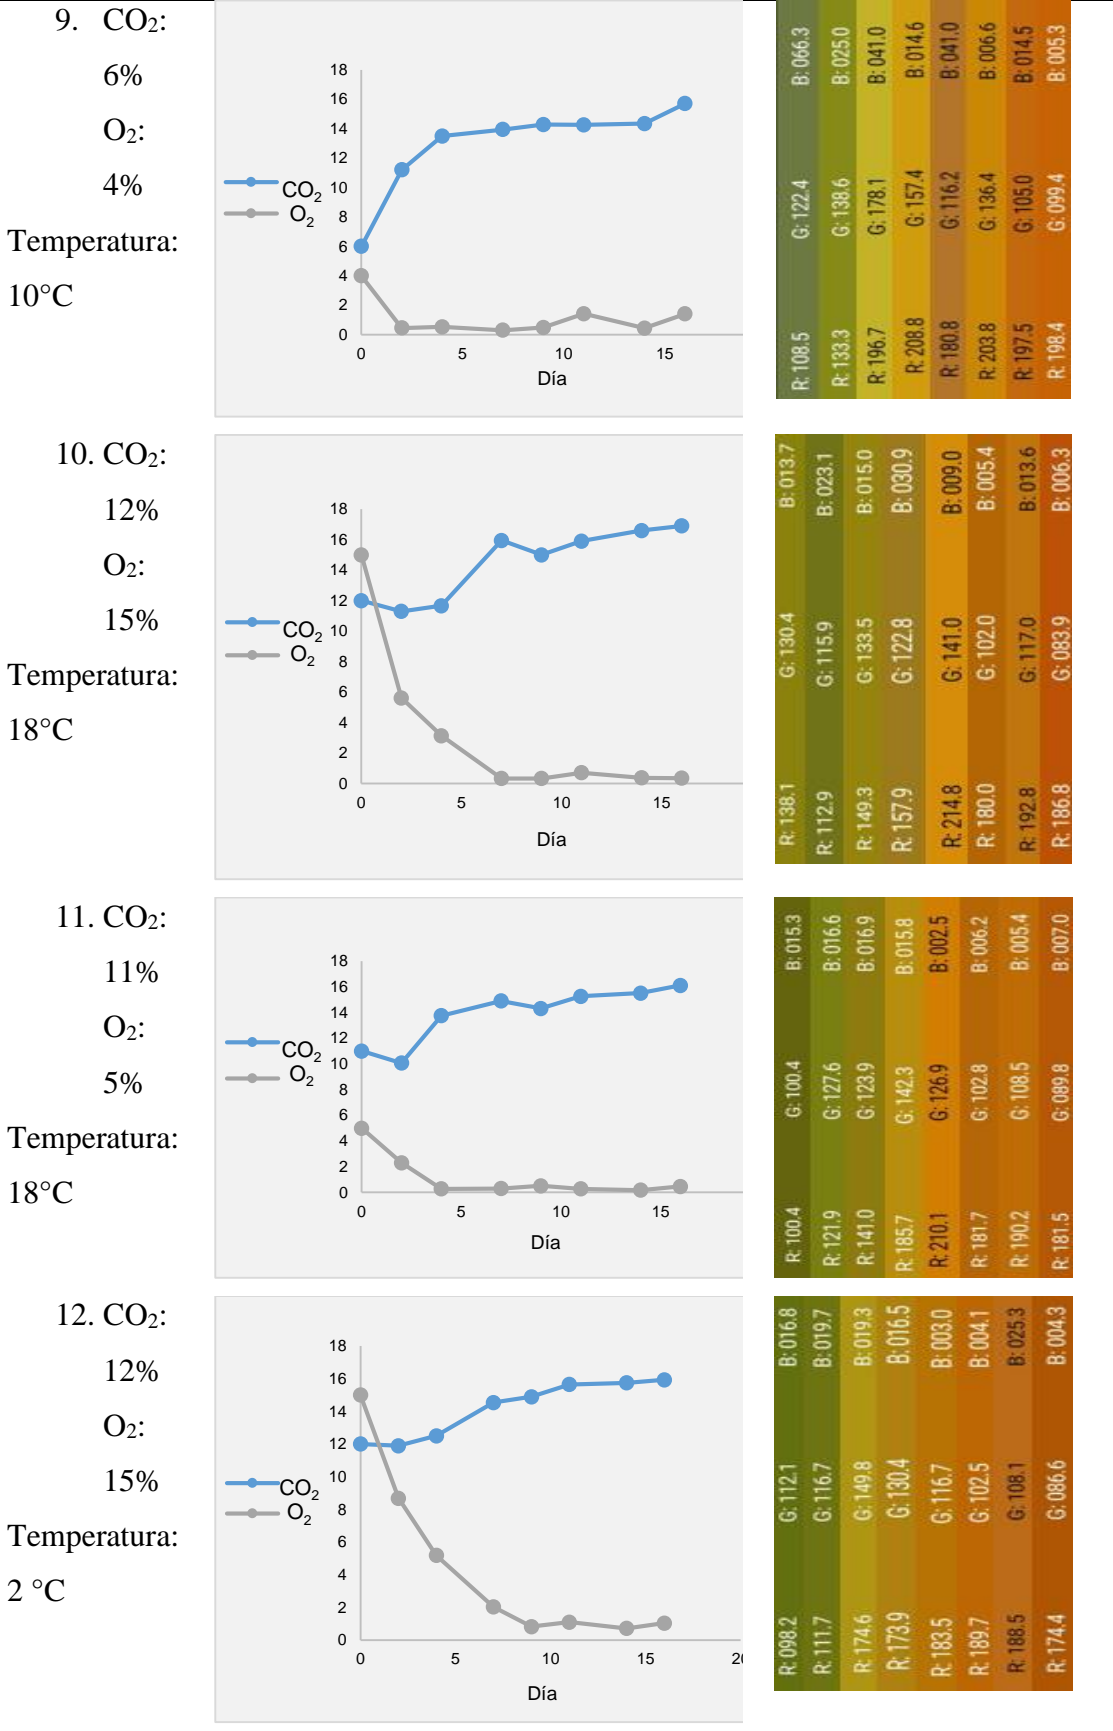 9. CO2:
6%
O2:
4%
Temperatura:
10°C
18
16
14
12
10
8
6
4
2
0
0 5 10 15
Día
CO2
O2
R: 108.5 G: 122.4 B: 066.3
R: 133.3 G: 138.6 B: 025.0
R: 196.7 G: 178.1 B: 041.0
R: 208.8 G: 157.4 B: 014.6
R: 180.8 G: 116.2 B: 041.0
R: 203.8 G: 136.4 B: 006.6
R: 197.5 G: 105.0 B: 014.5
R: 198.4 G: 099.4 B: 005.3
10. CO2:
12%
O2:
15%
Temperatura:
18°C
18
16
14
12
10
8
6
4
2
0
0 5 10 15
Día
CO2
O2
R: 138.1 G: 130.4 B: 013.7
R: 112.9 G: 115.9 B: 023.1
R: 149.3 G: 133.5 B: 015.0
R: 157.9 G: 122.8 B: 030.9
R: 214.8 G: 141.0 B: 009.0
R: 180.0 G: 102.0 B: 005.4
R: 192.8 G: 117.0 B: 013.6
R: 186.8 G: 083.9 B: 006.3
11. CO2:
11%
O2:
5%
Temperatura:
18°C
18
16
14
12
10
8
6
4
2
0
0 5 10 15
Día
CO2
O2
R: 100.4 G: 100.4 B: 015.3
R: 121.9 G: 127.6 B: 016.6
R: 141.0 G: 123.9 B: 016.9
R: 185.7 G: 142.3 B: 015.8
R: 210.1 G: 126.9 B: 002.5
R: 181.7 G: 102.8 B: 006.2
R: 190.2 G: 108.5 B: 005.4
R: 181.5 G: 089.8 B: 007.0
12. CO2:
12%
O2:
15%
Temperatura:
2 °C
18
16
14
12
10
8
6
4
2
0
0 5 10 15 20
Día
CO2
O2
R: 098.2 G: 112.1 B: 016.8
R: 111.7 G: 116.7 B: 019.7
R: 174.6 G: 149.8 B: 019.3
R: 173.9 G: 130.4 B: 016.5
R: 183.5 G: 116.7 B: 003.0
R: 189.7 G: 102.5 B: 004.1
R: 188.5 G: 108.1 B: 025.3
R: 174.4 G: 086.6 B: 004.3